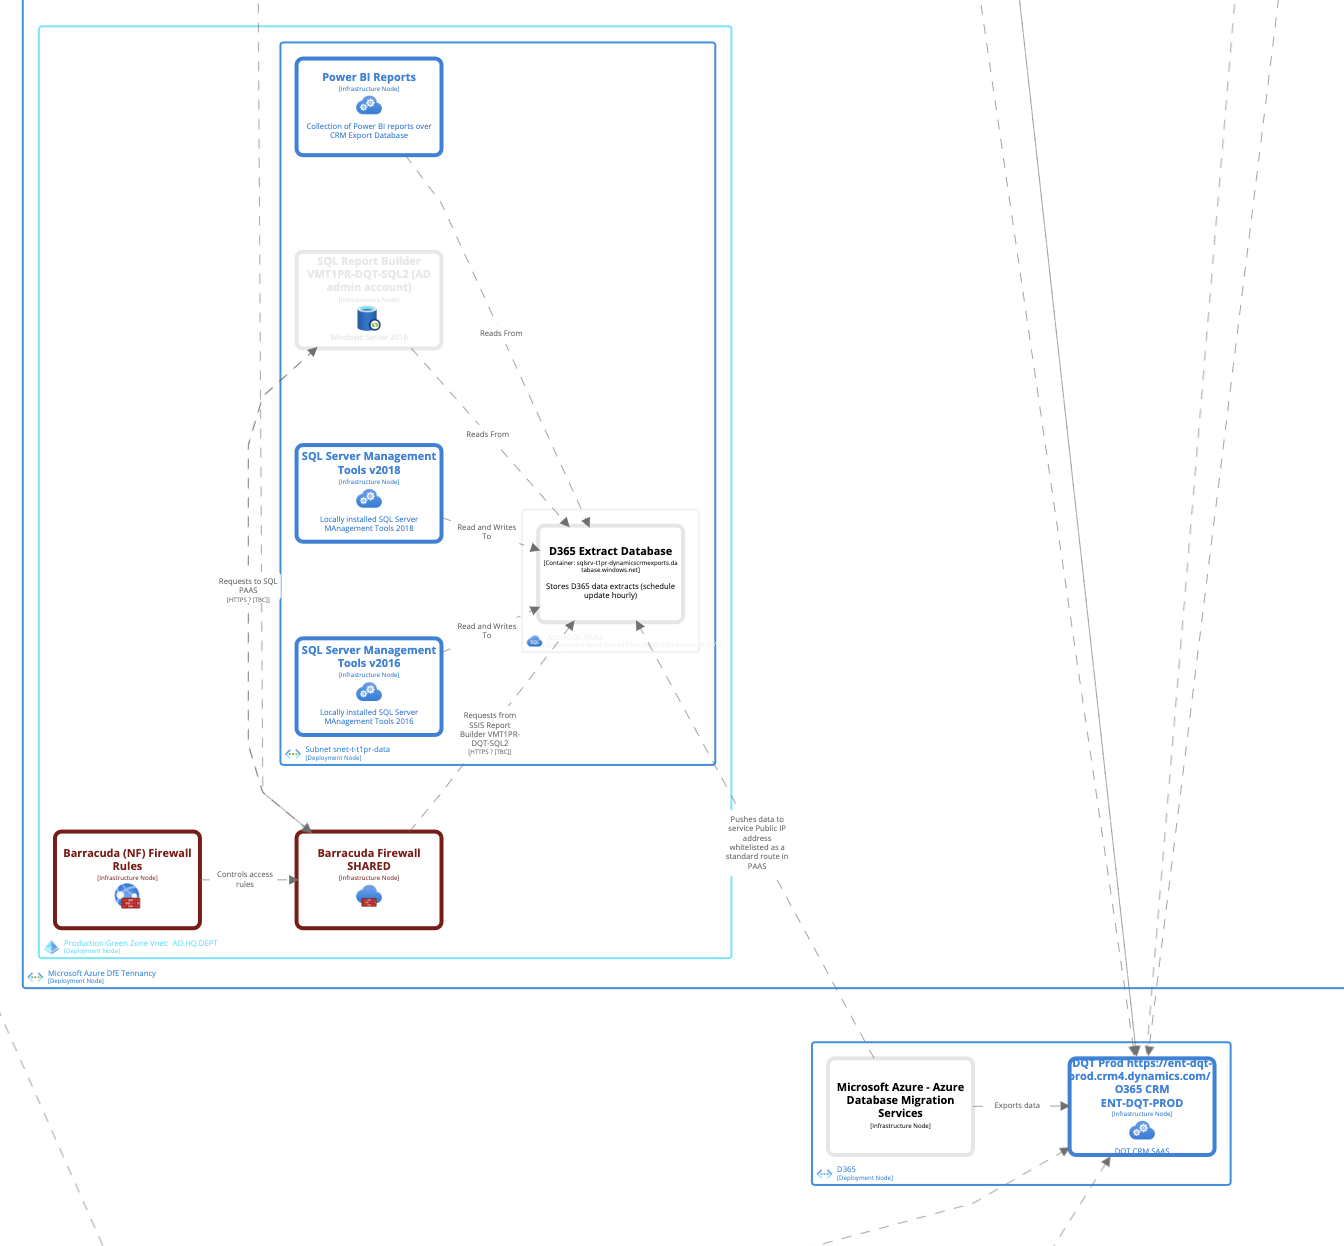 Power BI Reports
[Infrastructure Node]
Collection of Power BI reports over
CRM Export Database
SQL Report Builder
VMT1PR-DQT-SQL2 (AD
admin account)
[Infrastructure Node]
Windows Server 2016
Reads From
Reads From
SQL Server Management
Tools v2018
[Infrastructure Node]
Locally installed SQL Server
MAnagement Tools 2018
Read and Writes
To
D365 Extract Database
[Container: sqlsrv-t1pr-dynamicscrmexports.da
tabase.windows.net]
Stores D365 data extracts (schedule
update hourly)
Requests to SQL
PAAS
[HTTPS ? [TBC]]
Read and Writes
To
SQL Server Management
Tools v2016
[Infrastructure Node]
Locally installed SQL Server
MAnagement Tools 2016
Requests from
SSIS Report
Builder VMT1PR-
DQT-SQL2
[HTTPS ? [TBC]]
Subnet snet-t-t1pr-data
[Deployment Node]
Pushes data to
service Public IP
address
whitelisted as a
standard route in
PAAS
Barracuda (NF) Firewall
Rules
[Infrastructure Node]
Controls access
rules
Barracuda Firewall
SHARED
[Infrastructure Node]
Production Green Zone Vnet:` AD.HQ.DEPT
[Deployment Node]
Microsoft Azure DfE Tennancy
[Deployment Node]
Microsoft Azure - Azure
Database Migration
Services
[Infrastructure Node]
Exports data
DQT Prod https://ent-dqt-
prod.crm4.dynamics.com/
O365 CRM
ENT-DQT-PROD
[Infrastructure Node]
DQT CRM SAAS
D365
[Deployment Node]